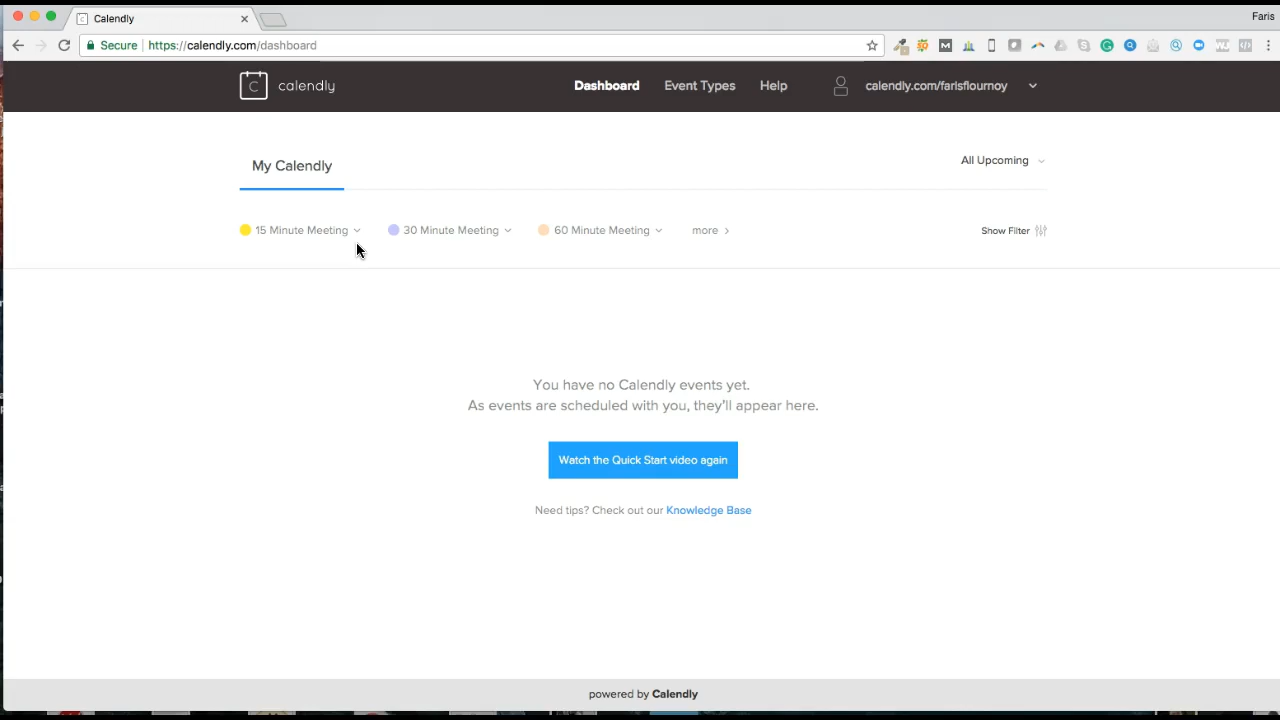 Calendly
Faris
Secure https://calendly.com/dashboard
C calendly
Dashboard Event Types Help calendly.com/farisflournoy
My Calendly
All Upcoming
15 Minute Meeting 30 Minute Meeting 60 Minute Meeting more Show Filter
You have no Calendly events yet.
As events are scheduled with you, they'll appear here.
Watch the Quick Start video again
Need tips? Check out our Knowledge Base
powered by Calendly